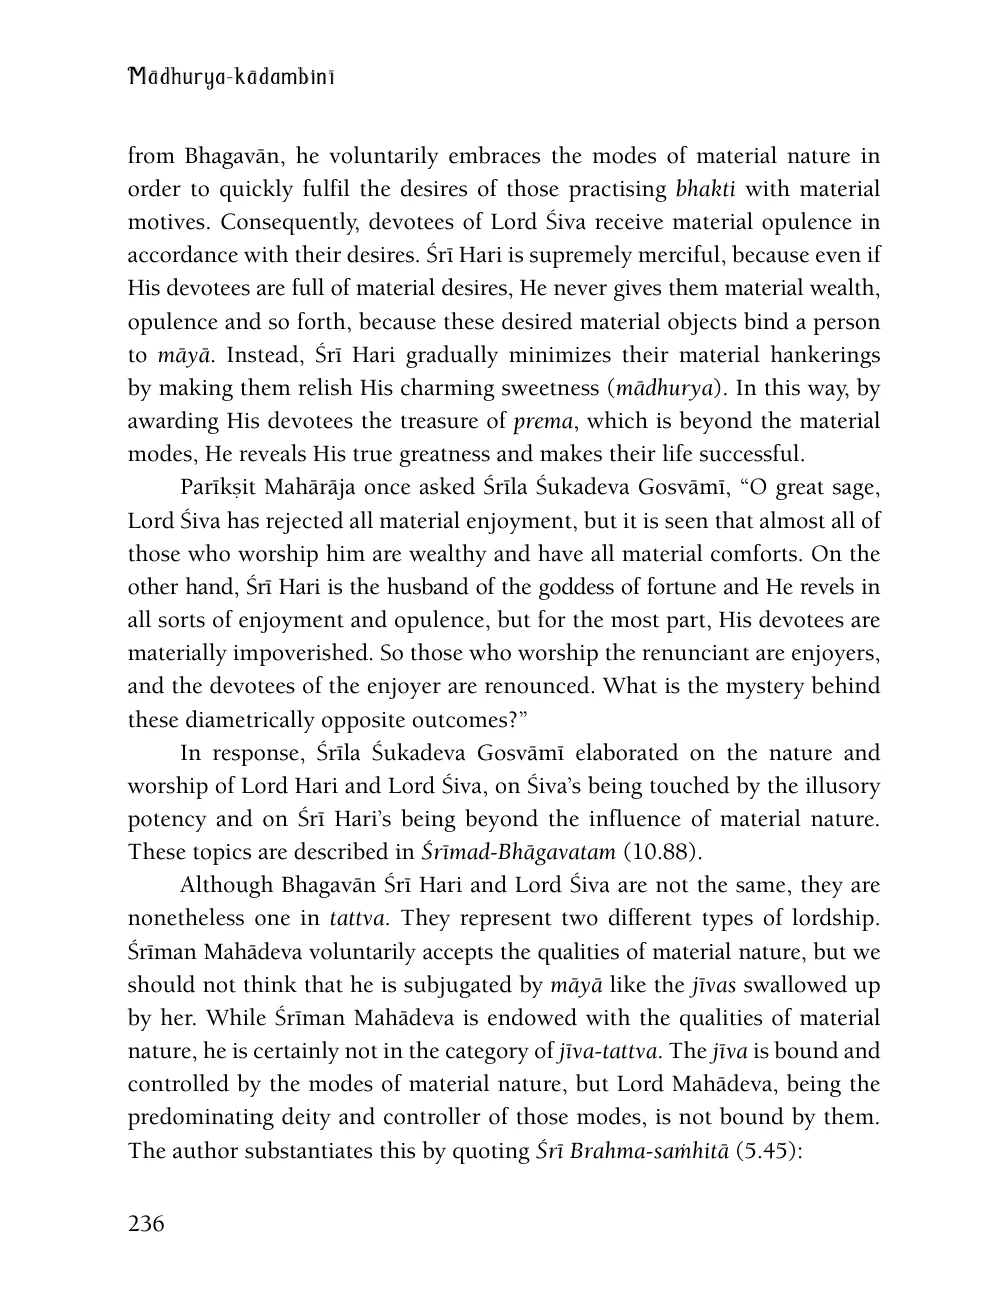 Mādhurya-kādambinī
from Bhagavān, he voluntarily embraces the modes of material nature in
order to quickly fulfil the desires of those practising bhakti with material
motives. Consequently, devotees of Lord Śiva receive material opulence in
accordance with their desires. Śrī Hari is supremely merciful, because even if
His devotees are full of material desires, He never gives them material wealth,
opulence and so forth, because these desired material objects bind a person
to māyā. Instead, Śrī Hari gradually minimizes their material hankerings
by making them relish His charming sweetness (mādhurya). In this way, by
awarding His devotees the treasure of prema, which is beyond the material
modes, He reveals His true greatness and makes their life successful.
Parīkṣit Mahārāja once asked Śrīla Śukadeva Gosvāmī, “O great sage,
Lord Śiva has rejected all material enjoyment, but it is seen that almost all of
those who worship him are wealthy and have all material comforts. On the
other hand, Śrī Hari is the husband of the goddess of fortune and He revels in
all sorts of enjoyment and opulence, but for the most part, His devotees are
materially impoverished. So those who worship the renunciant are enjoyers,
and the devotees of the enjoyer are renounced. What is the mystery behind
these diametrically opposite outcomes?”
In response, Śrīla Śukadeva Gosvāmī elaborated on the nature and
worship of Lord Hari and Lord Śiva, on Śiva’s being touched by the illusory
potency and on Śrī Hari’s being beyond the influence of material nature.
These topics are described in Śrīmad-Bhāgavatam (10.88).
Although Bhagavān Śrī Hari and Lord Śiva are not the same, they are
nonetheless one in tattva. They represent two different types of lordship.
Śrīman Mahādeva voluntarily accepts the qualities of material nature, but we
should not think that he is subjugated by māyā like the jīvas swallowed up
by her. While Śrīman Mahādeva is endowed with the qualities of material
nature, he is certainly not in the category of jīva-tattva. The jīva is bound and
controlled by the modes of material nature, but Lord Mahādeva, being the
predominating deity and controller of those modes, is not bound by them.
The author substantiates this by quoting Śrī Brahma-saṁhitā (5.45):
236